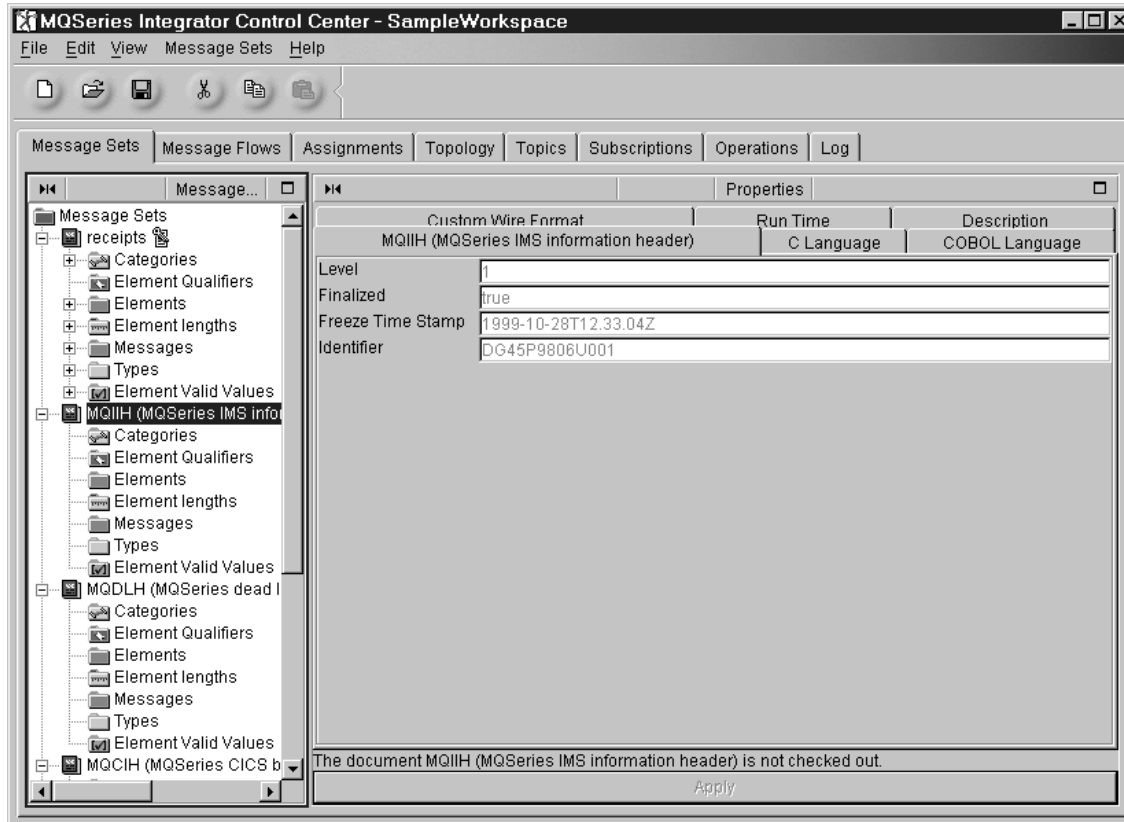 MQSeries Integrator Control Center - SampleWorkspace
File Edit View Message Sets Help
Message Sets Message Flows Assignments Topology Topics Subscriptions Operations Log
Message...
Message Sets
receipts
Categories
Element Qualifiers
Elements
Element lengths
Messages
Types
Element Valid Values
MQIIH (MQSeries IMS infor
Categories
Element Qualifiers
Elements
Element lengths
Messages
Types
Element Valid Values
MQDLH (MQSeries dead l
Categories
Element Qualifiers
Elements
Element lengths
Messages
Types
Element Valid Values
MQCIH (MQSeries CICS b
Properties
Custom Wire Format Run Time Description
MQIIH (MQSeries IMS information header) C Language COBOL Language
Level 1
Finalized true
Freeze Time Stamp 1999-10-28T12.33.04Z
Identifier DG45P9806U001
The document MQIIH (MQSeries IMS information header) is not checked out.
Apply